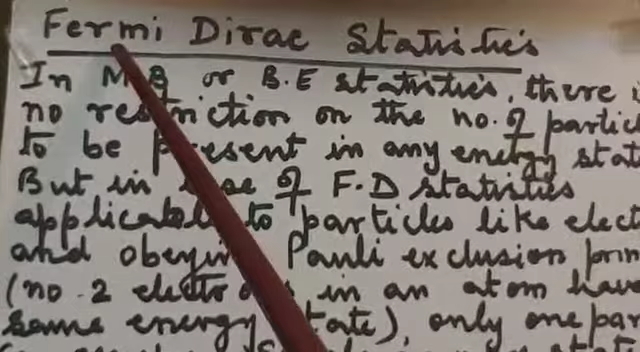 Fermi Dirac Statistics
In M B or B.E statistics, there i
no restriction on the no. of partic
to be present in any energy stat
But in case of F.D statistics
applicable to particles like elect
and obeying Pauli exclusion prin
(no. 2 electrons in an atom have
same energy state), only one par